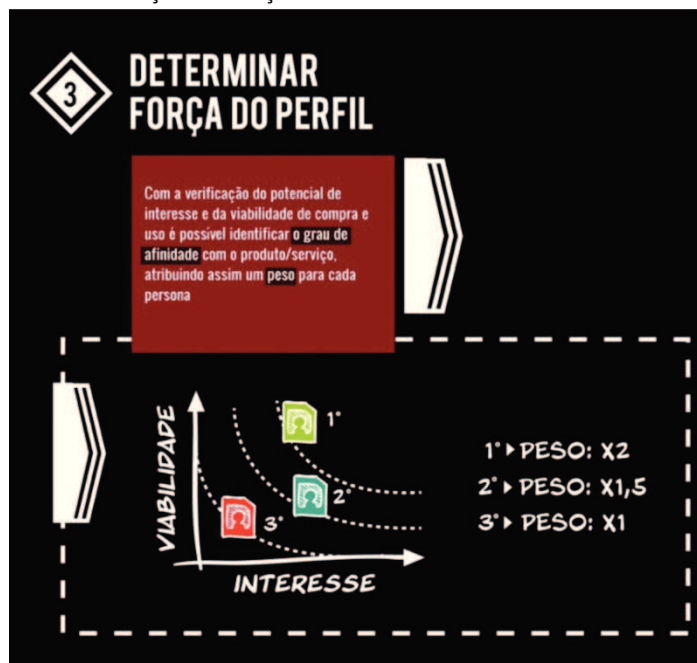 3
DETERMINAR
FORÇA DO PERFIL
Com a verificação do potencial de
interesse e da viabilidade de compra e
uso é possível identificar o grau de
afinidade com o produto/serviço,
atribuindo assim um peso para cada
persona
VIABILIDADE
1°
2°
3°
INTERESSE
1° ▸ PESO: X2
2° ▸ PESO: X1,5
3° ▸ PESO: X1